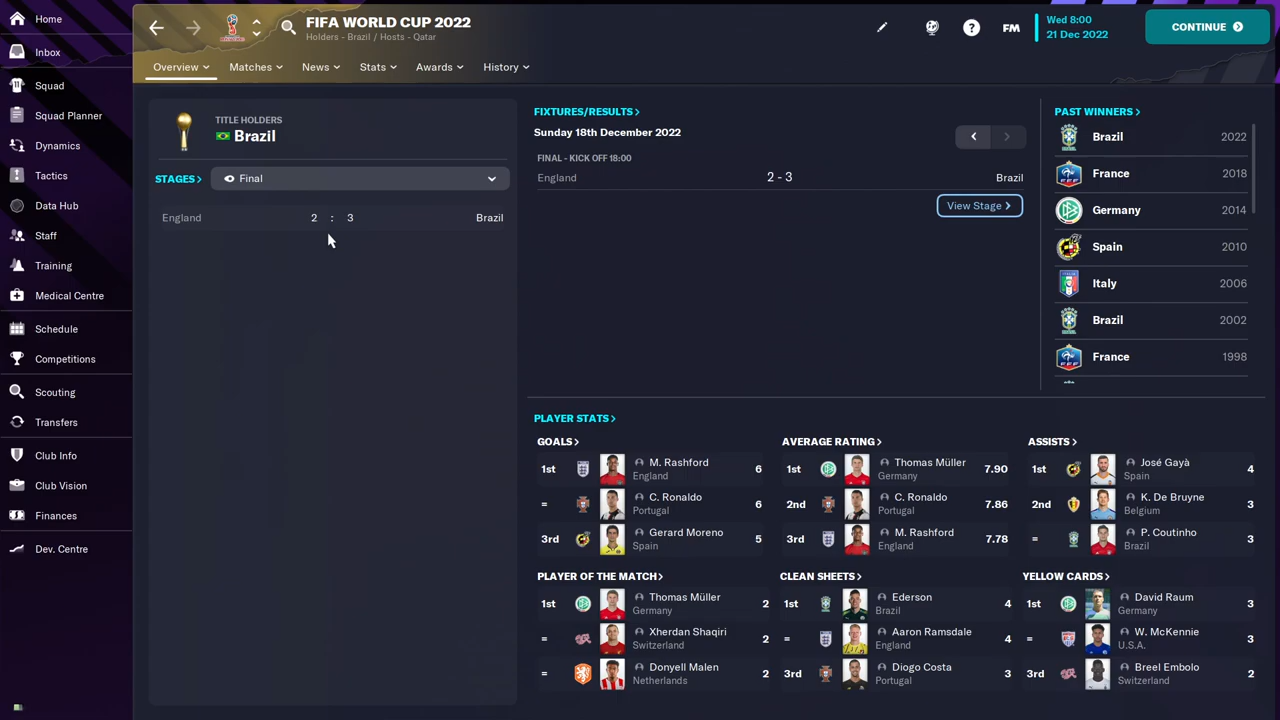 Home
Inbox
Squad
Squad Planner
Dynamics
Tactics
Data Hub
Staff
Training
Medical Centre
Schedule
Competitions
Scouting
Transfers
Club Info
Club Vision
Finances
Dev. Centre
FIFA WORLD CUP 2022
Holders - Brazil / Hosts - Qatar
FM
Wed 8:00
21 Dec 2022
CONTINUE
Overview
Matches
News
Stats
Awards
History
TITLE HOLDERS
Brazil
STAGES
Final
England 2 : 3 Brazil
FIXTURES/RESULTS
Sunday 18th December 2022
FINAL - KICK OFF 18:00
England 2 - 3 Brazil
View Stage
PAST WINNERS
Brazil 2022
France 2018
Germany 2014
Spain 2010
Italy 2006
Brazil 2002
France 1998
PLAYER STATS
GOALS
1st M. Rashford 6
England
= C. Ronaldo 6
Portugal
3rd Gerard Moreno 5
Spain
AVERAGE RATING
1st Thomas Müller 7.90
Germany
2nd C. Ronaldo 7.86
Portugal
3rd M. Rashford 7.78
England
ASSISTS
1st José Gayà 4
Spain
2nd K. De Bruyne 3
Belgium
= P. Coutinho 3
Brazil
PLAYER OF THE MATCH
1st Thomas Müller 2
Germany
= Xherdan Shaqiri 2
Switzerland
= Donyell Malen 2
Netherlands
CLEAN SHEETS
1st Ederson 4
Brazil
= Aaron Ramsdale 4
England
3rd Diogo Costa 3
Portugal
YELLOW CARDS
1st David Raum 3
Germany
= W. McKennie 3
U.S.A.
3rd Breel Embolo 2
Switzerland